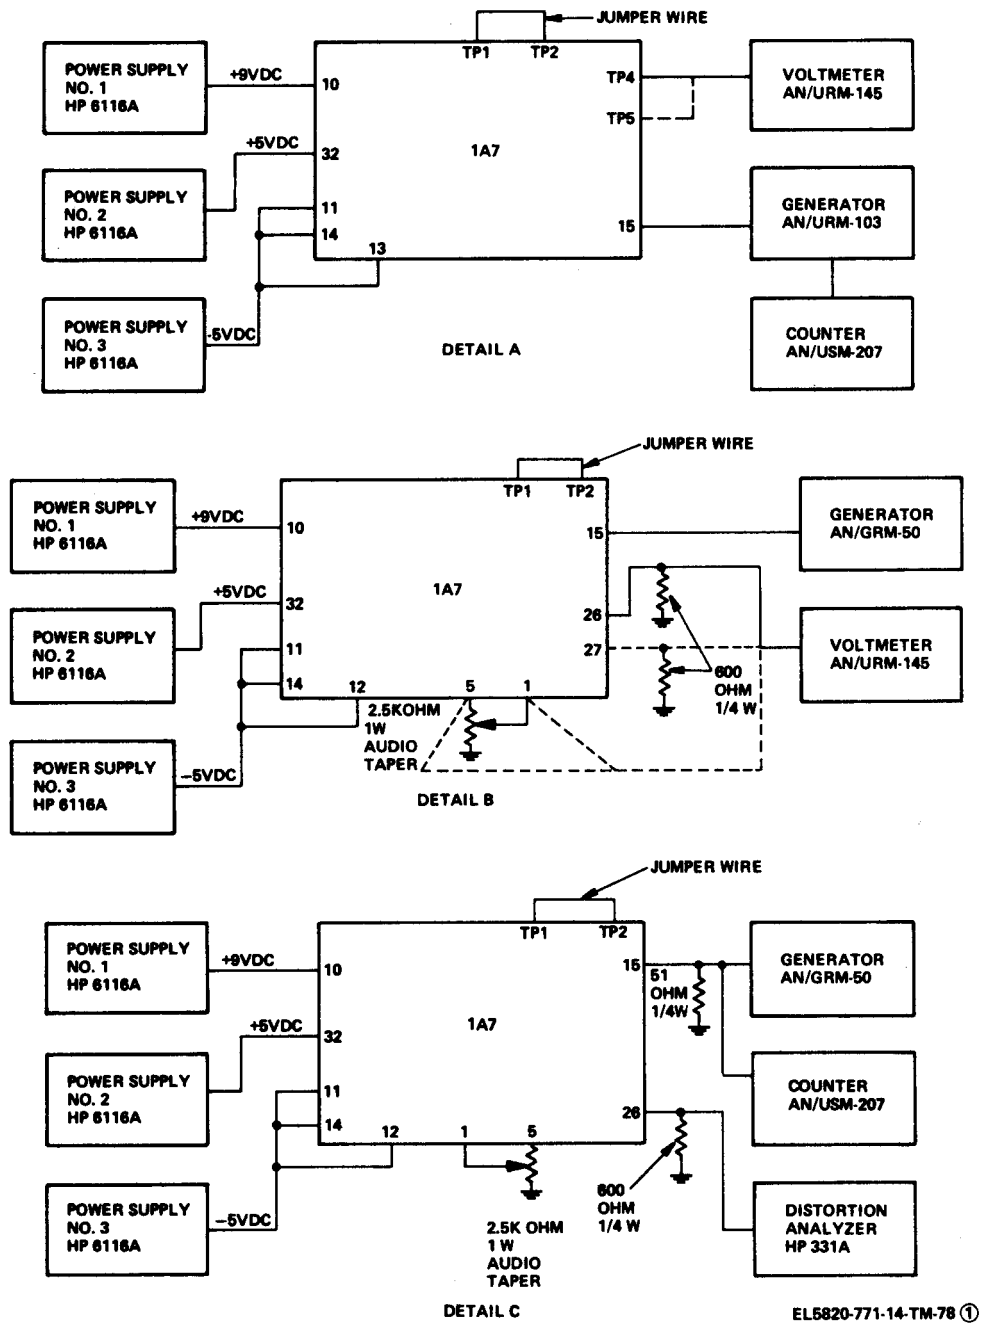 JUMPER WIRE
TP1 TP2
POWER SUPPLY
NO. 1
HP 6116A
+9VDC
10
TP4
VOLTMETER
AN/URM-145
TP5
+5VDC
32
1A7
POWER SUPPLY
NO. 2
HP 6116A
11
14
13
15
GENERATOR
AN/URM-103
POWER SUPPLY
NO. 3
HP 6116A
-5VDC
COUNTER
AN/USM-207
DETAIL A
JUMPER WIRE
TP1 TP2
POWER SUPPLY
NO. 1
HP 6116A
+9VDC
10
15
GENERATOR
AN/GRM-50
+5VDC
32
1A7
26
POWER SUPPLY
NO. 2
HP 6116A
11
14
12
5
1
27
600
OHM
1/4 W
VOLTMETER
AN/URM-145
2.5KOHM
1W
AUDIO
TAPER
POWER SUPPLY
NO. 3
HP 6116A
-5VDC
DETAIL B
JUMPER WIRE
TP1 TP2
POWER SUPPLY
NO. 1
HP 6116A
+9VDC
10
15
51
OHM
1/4W
GENERATOR
AN/GRM-50
+5VDC
32
1A7
POWER SUPPLY
NO. 2
HP 6116A
11
14
12
1
5
26
COUNTER
AN/USM-207
600
OHM
1/4 W
POWER SUPPLY
NO. 3
HP 6116A
-5VDC
2.5K OHM
1 W
AUDIO
TAPER
DISTORTION
ANALYZER
HP 331A
DETAIL C
EL5820-771-14-TM-78 ①